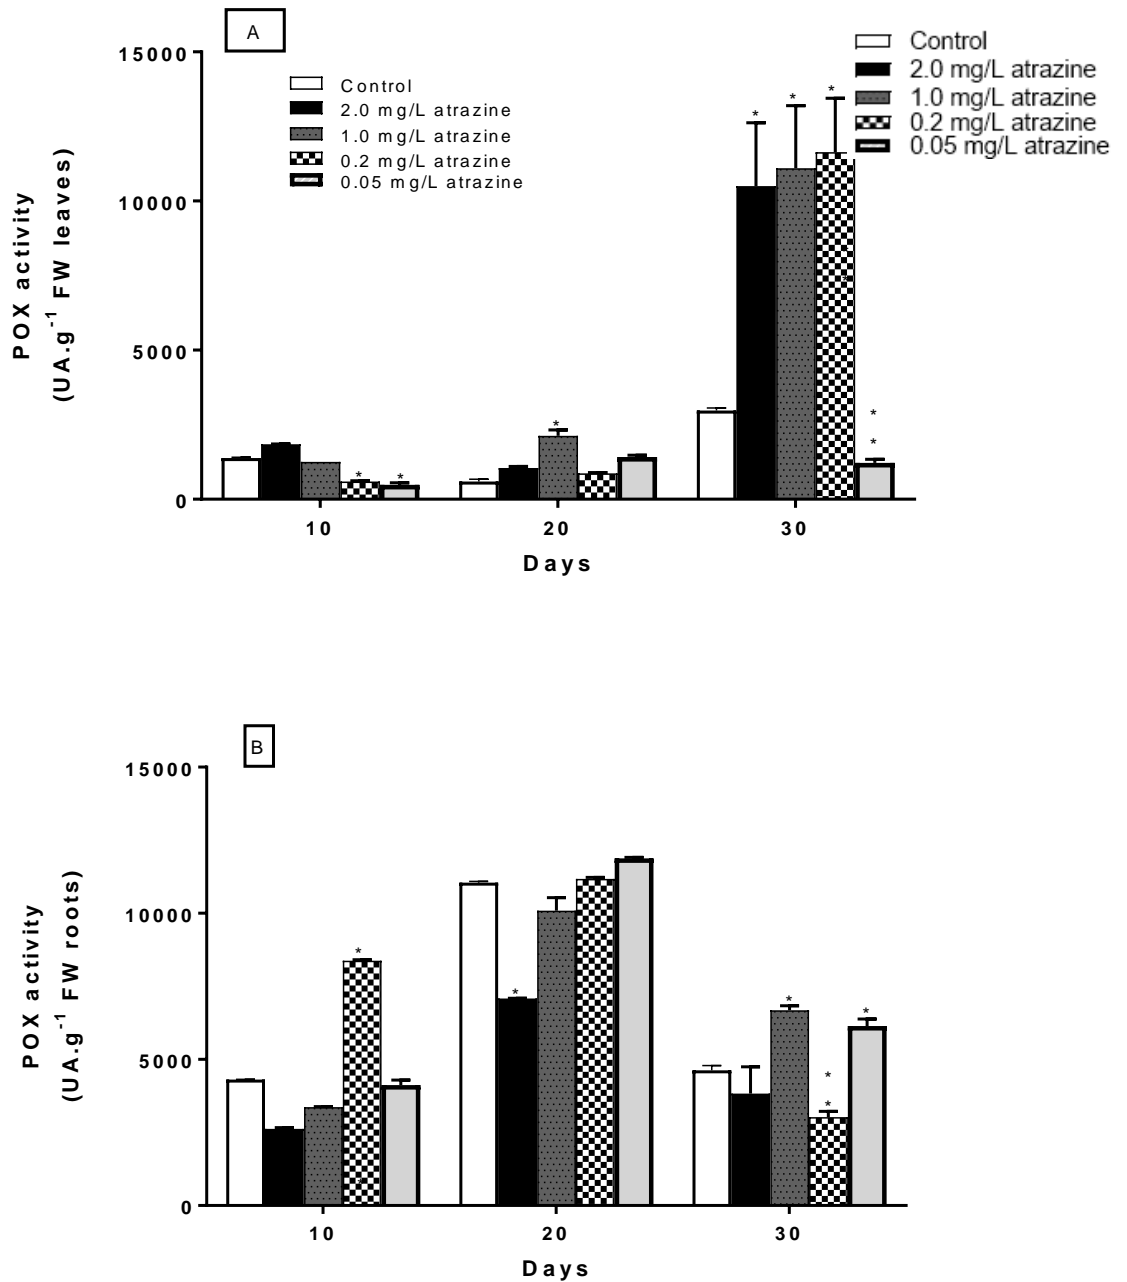 A
Control
2.0 mg/L atrazine
1.0 mg/L atrazine
0.2 mg/L atrazine
0.05 mg/L atrazine
Control
2.0 mg/L atrazine
1.0 mg/L atrazine
0.2 mg/L atrazine
0.05 mg/L atrazine
POX activity
(UA.g⁻¹ FW leaves)
15000
10000
5000
0
* * * * * * * *
10 20 30
Days
B
POX activity
(UA.g⁻¹ FW roots)
15000
10000
5000
0
* * * * * *
10 20 30
Days